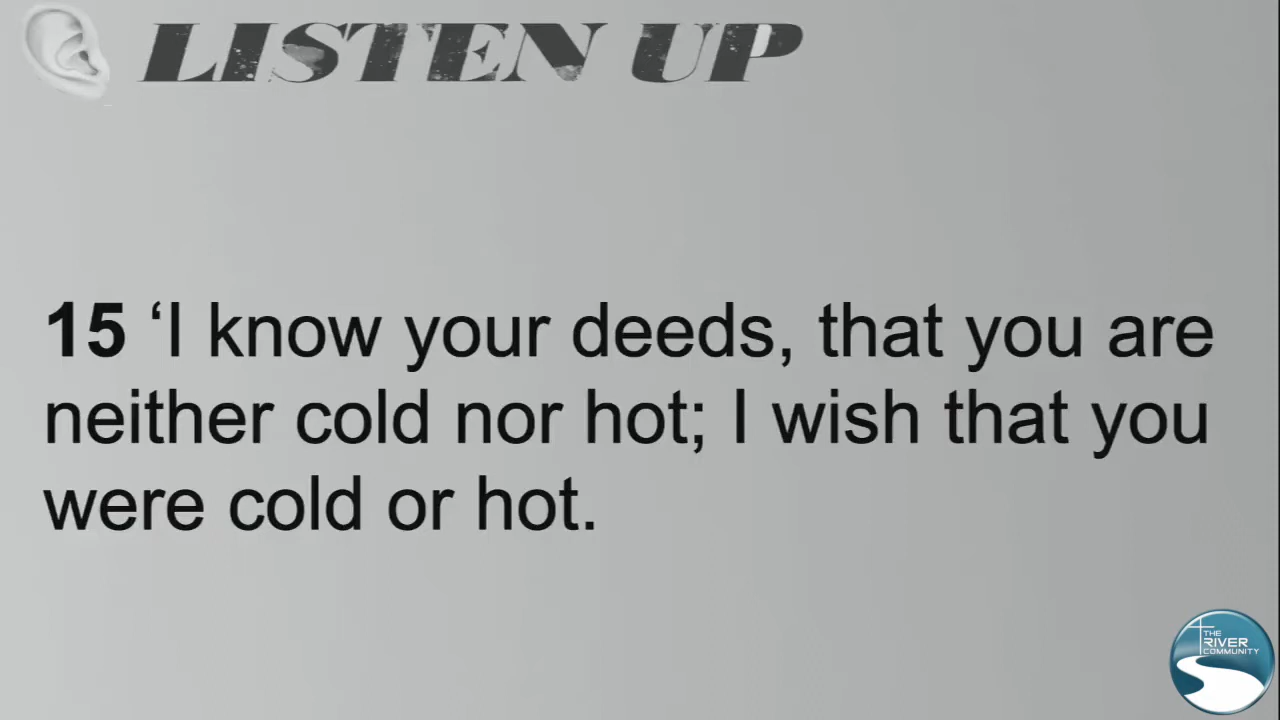 LISTEN UP
15 ‘I know your deeds, that you are
neither cold nor hot; I wish that you
were cold or hot.
THE
RIVER
COMMUNITY